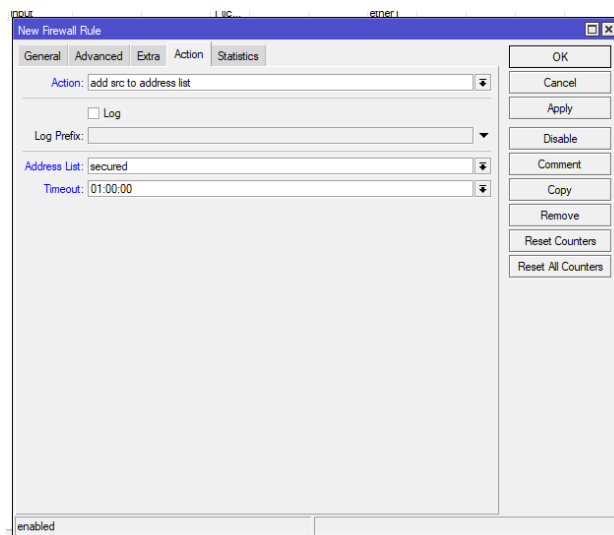 New Firewall Rule
General Advanced Extra Action Statistics
Action: add src to address list
Log
Log Prefix:
Address List: secured
Timeout: 01:00:00
OK
Cancel
Apply
Disable
Comment
Copy
Remove
Reset Counters
Reset All Counters
enabled